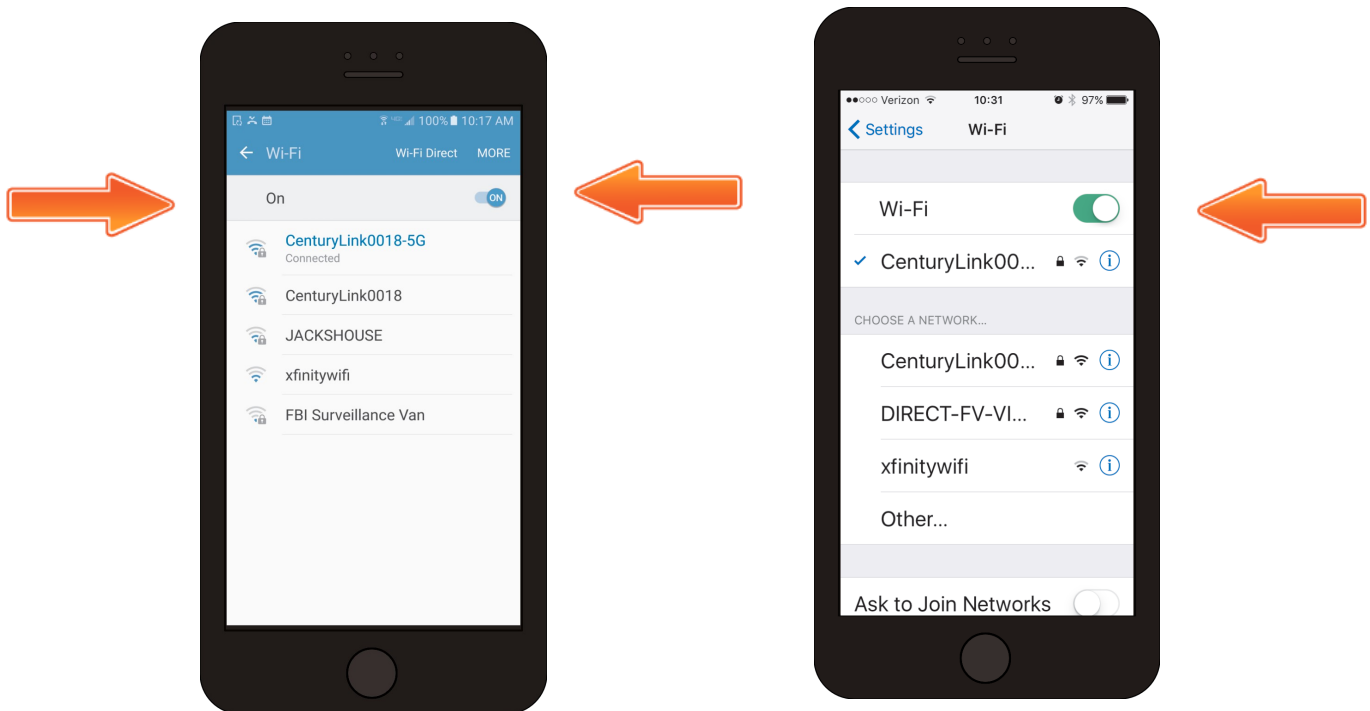 100% 10:17 AM
Wi-Fi Wi-Fi Direct MORE
On ON
CenturyLink0018-5G
Connected
CenturyLink0018
JACKSHOUSE
xfinitywifi
FBI Surveillance Van
Verizon 10:31 97%
Settings Wi-Fi
Wi-Fi
CenturyLink00...
CHOOSE A NETWORK...
CenturyLink00...
DIRECT-FV-VI...
xfinitywifi
Other...
Ask to Join Networks